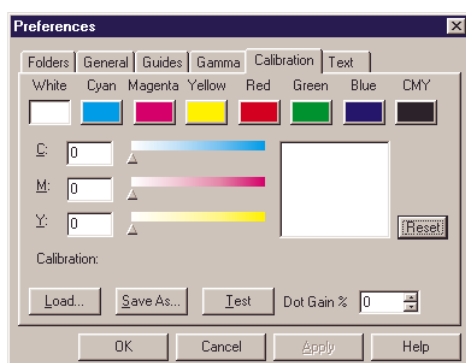 Preferences
Folders General Guides Gamma Calibration Text
White Cyan Magenta Yellow Red Green Blue CMY
C: 0
M: 0
Y: 0
Reset
Calibration:
Load... Save As... Test Dot Gain % 0
OK Cancel Apply Help